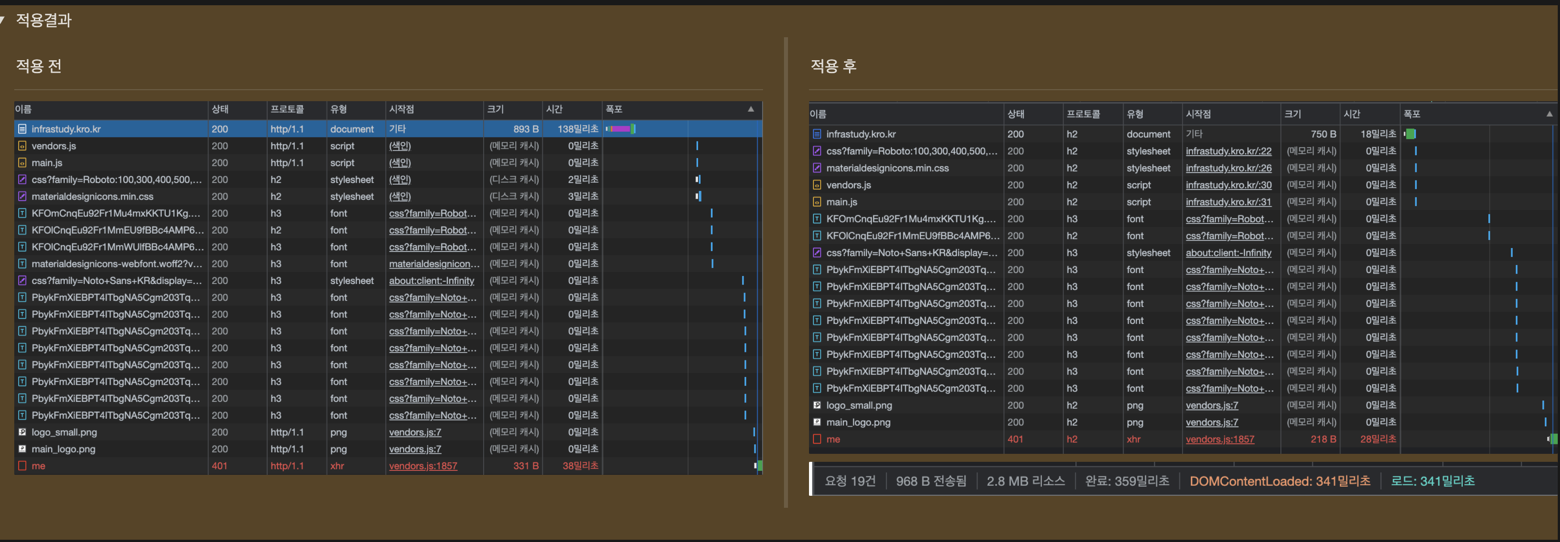 적용결과
적용 전
이름 상태 프로토콜 유형 시작점 크기 시간 폭포
infrastudy.kro.kr 200 http/1.1 document 기타 893 B 138밀리초
vendors.js 200 http/1.1 script (색인) (메모리 캐시) 0밀리초
main.js 200 http/1.1 script (색인) (메모리 캐시) 0밀리초
css?family=Roboto:100,300,400,500,... 200 h2 stylesheet (색인) (디스크 캐시) 2밀리초
materialdesignicons.min.css 200 h2 stylesheet (색인) (디스크 캐시) 3밀리초
KFOmCnqEu92Fr1Mu4mxKKTU1Kg.... 200 h3 font css?family=Robot... (메모리 캐시) 0밀리초
KFOlCnqEu92Fr1MmEU9fBBc4AMP6... 200 h2 font css?family=Robot... (메모리 캐시) 0밀리초
KFOlCnqEu92Fr1MmWUlfBBc4AMP6... 200 h3 font css?family=Robot... (메모리 캐시) 0밀리초
materialdesignicons-webfont.woff2?v... 200 h3 font materialdesignicon... (메모리 캐시) 0밀리초
css?family=Noto+Sans+KR&display=... 200 h3 stylesheet about:client:-Infinity (메모리 캐시) 0밀리초
PbykFmXiEBPT4ITbgNA5Cgm203Tq... 200 h3 font css?family=Noto+... (메모리 캐시) 0밀리초
PbykFmXiEBPT4ITbgNA5Cgm203Tq... 200 h3 font css?family=Noto+... (메모리 캐시) 0밀리초
PbykFmXiEBPT4ITbgNA5Cgm203Tq... 200 h3 font css?family=Noto+... (메모리 캐시) 0밀리초
PbykFmXiEBPT4ITbgNA5Cgm203Tq... 200 h3 font css?family=Noto+... (메모리 캐시) 0밀리초
PbykFmXiEBPT4ITbgNA5Cgm203Tq... 200 h3 font css?family=Noto+... (메모리 캐시) 0밀리초
PbykFmXiEBPT4ITbgNA5Cgm203Tq... 200 h3 font css?family=Noto+... (메모리 캐시) 0밀리초
PbykFmXiEBPT4ITbgNA5Cgm203Tq... 200 h3 font css?family=Noto+... (메모리 캐시) 0밀리초
PbykFmXiEBPT4ITbgNA5Cgm203Tq... 200 h3 font css?family=Noto+... (메모리 캐시) 0밀리초
logo_small.png 200 http/1.1 png vendors.js:7 (메모리 캐시) 0밀리초
main_logo.png 200 http/1.1 png vendors.js:7 (메모리 캐시) 0밀리초
me 401 http/1.1 xhr vendors.js:1857 331 B 38밀리초
적용 후
이름 상태 프로토콜 유형 시작점 크기 시간 폭포
infrastudy.kro.kr 200 h2 document 기타 750 B 18밀리초
css?family=Roboto:100,300,400,500,... 200 h2 stylesheet infrastudy.kro.kr/:22 (메모리 캐시) 0밀리초
materialdesignicons.min.css 200 h2 stylesheet infrastudy.kro.kr/:26 (메모리 캐시) 0밀리초
vendors.js 200 h2 script infrastudy.kro.kr/:30 (메모리 캐시) 0밀리초
main.js 200 h2 script infrastudy.kro.kr/:31 (메모리 캐시) 0밀리초
KFOmCnqEu92Fr1Mu4mxKKTU1Kg.... 200 h3 font css?family=Robot... (메모리 캐시) 0밀리초
KFOlCnqEu92Fr1MmEU9fBBc4AMP6... 200 h2 font css?family=Robot... (메모리 캐시) 0밀리초
css?family=Noto+Sans+KR&display=... 200 h3 stylesheet about:client:-Infinity (메모리 캐시) 0밀리초
PbykFmXiEBPT4ITbgNA5Cgm203Tq... 200 h3 font css?family=Noto+... (메모리 캐시) 0밀리초
PbykFmXiEBPT4ITbgNA5Cgm203Tq... 200 h3 font css?family=Noto+... (메모리 캐시) 0밀리초
PbykFmXiEBPT4ITbgNA5Cgm203Tq... 200 h3 font css?family=Noto+... (메모리 캐시) 0밀리초
PbykFmXiEBPT4ITbgNA5Cgm203Tq... 200 h3 font css?family=Noto+... (메모리 캐시) 0밀리초
PbykFmXiEBPT4ITbgNA5Cgm203Tq... 200 h3 font css?family=Noto+... (메모리 캐시) 0밀리초
PbykFmXiEBPT4ITbgNA5Cgm203Tq... 200 h3 font css?family=Noto+... (메모리 캐시) 0밀리초
PbykFmXiEBPT4ITbgNA5Cgm203Tq... 200 h3 font css?family=Noto+... (메모리 캐시) 0밀리초
PbykFmXiEBPT4ITbgNA5Cgm203Tq... 200 h3 font css?family=Noto+... (메모리 캐시) 0밀리초
logo_small.png 200 h2 png vendors.js:7 (메모리 캐시) 0밀리초
main_logo.png 200 h2 png vendors.js:7 (메모리 캐시) 0밀리초
me 401 h2 xhr vendors.js:1857 218 B 28밀리초
요청 19건 968 B 전송됨 2.8 MB 리소스 완료: 359밀리초 DOMContentLoaded: 341밀리초 로드: 341밀리초